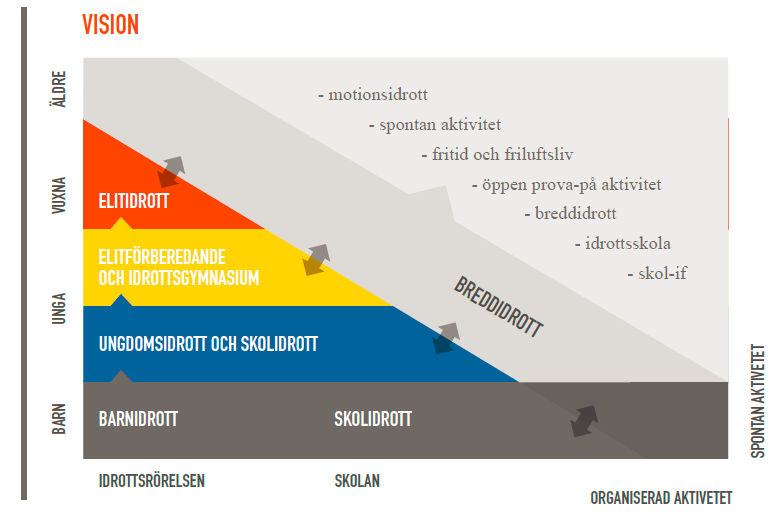 VISION
ÄLDRE
- motionsidrott
- spontan aktivitet
- fritid och friluftsliv
VUXNA
- öppen prova-på aktivitet
ELITIDROTT
- breddidrott
- idrottsskola
ELITFÖRBEREDANDE
OCH IDROTTSGYMNASIUM
- skol-if
UNGA
BREDDIDROTT
UNGDOMSIDROTT OCH SKOLIDROTT
BARN
BARNIDROTT
SKOLIDROTT
SPONTAN AKTIVETET
IDROTTSRÖRELSEN
SKOLAN
ORGANISERAD AKTIVETET